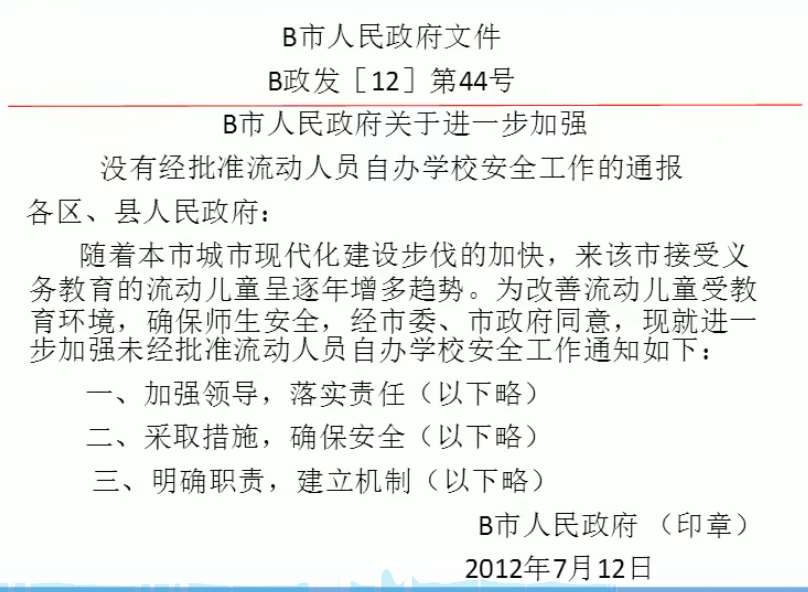 B市人民政府文件
B政发［12］第44号
B市人民政府关于进一步加强
没有经批准流动人员自办学校安全工作的通报
各区、县人民政府：
随着本市城市现代化建设步伐的加快，来该市接受义
务教育的流动儿童呈逐年增多趋势。为改善流动儿童受教
育环境，确保师生安全，经市委、市政府同意，现就进一
步加强未经批准流动人员自办学校安全工作通知如下：
一、加强领导，落实责任（以下略）
二、采取措施，确保安全（以下略）
三、明确职责，建立机制（以下略）
B市人民政府 （印章）
2012年7月12日